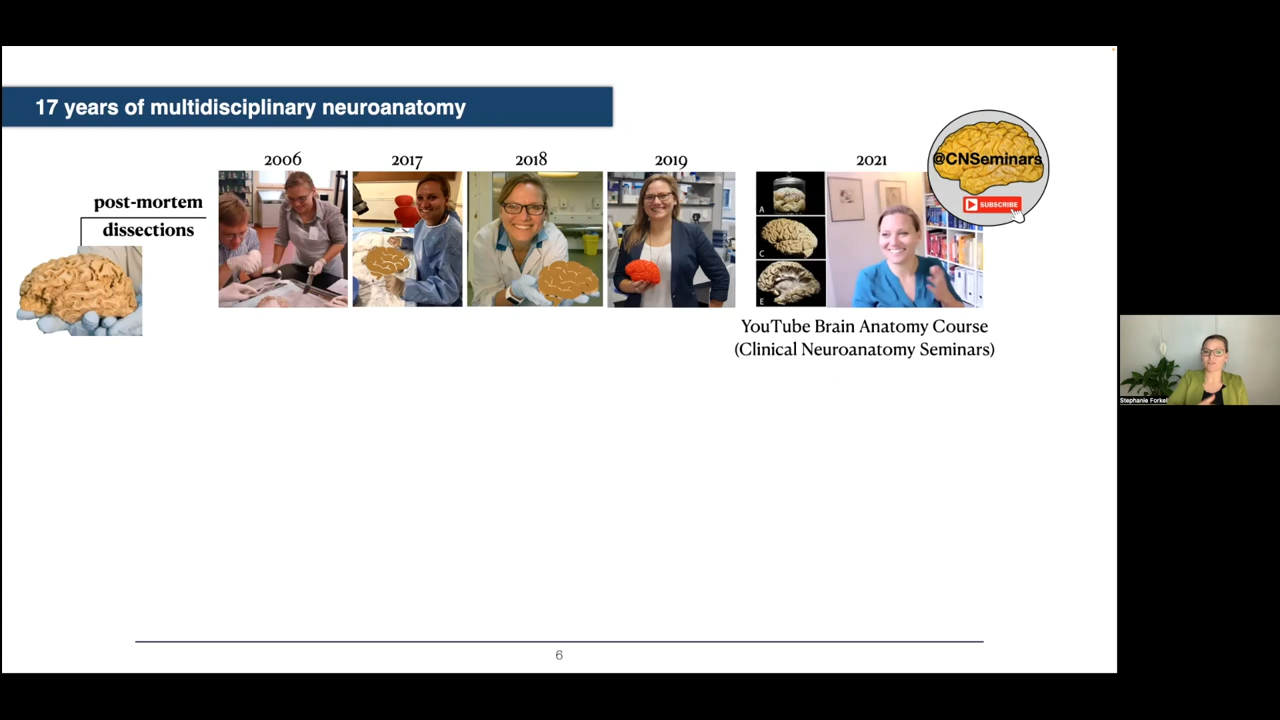 17 years of multidisciplinary neuroanatomy
post-mortem
dissections
2006
2017
2018
2019
2021
@CNSeminars
SUBSCRIBE
A
C
E
YouTube Brain Anatomy Course
(Clinical Neuroanatomy Seminars)
6
Stephanie Forkel